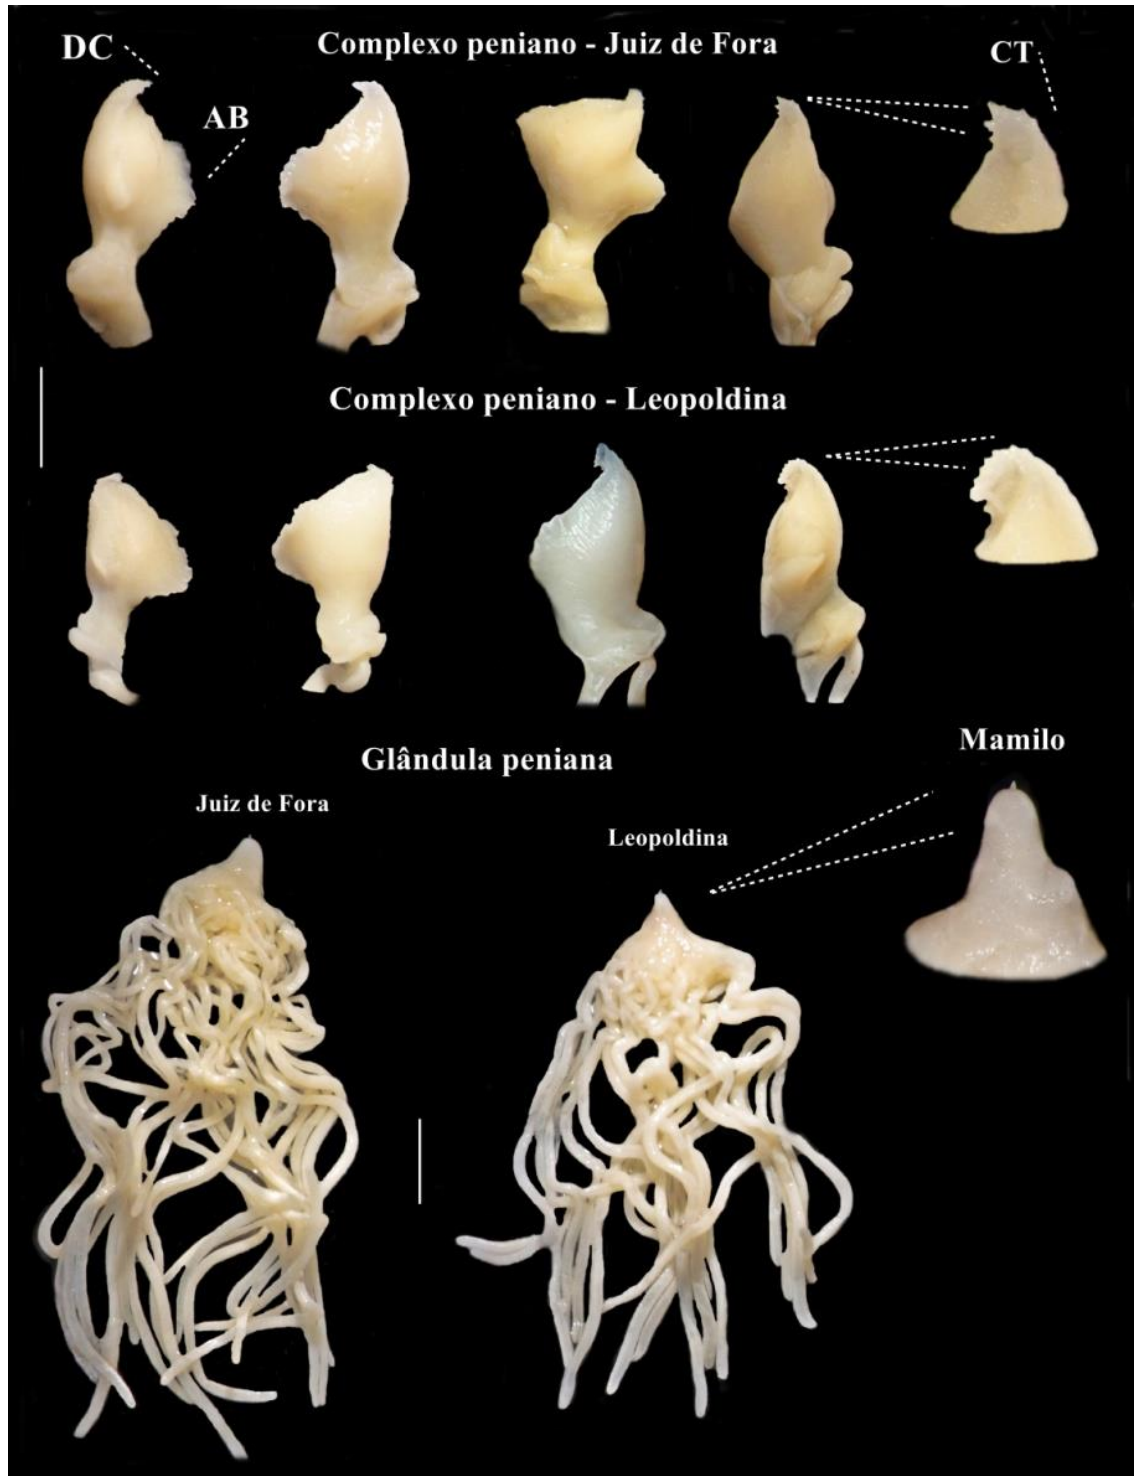 DC
Complexo peniano - Juiz de Fora
CT
AB
Complexo peniano - Leopoldina
Mamilo
Glândula peniana
Juiz de Fora
Leopoldina